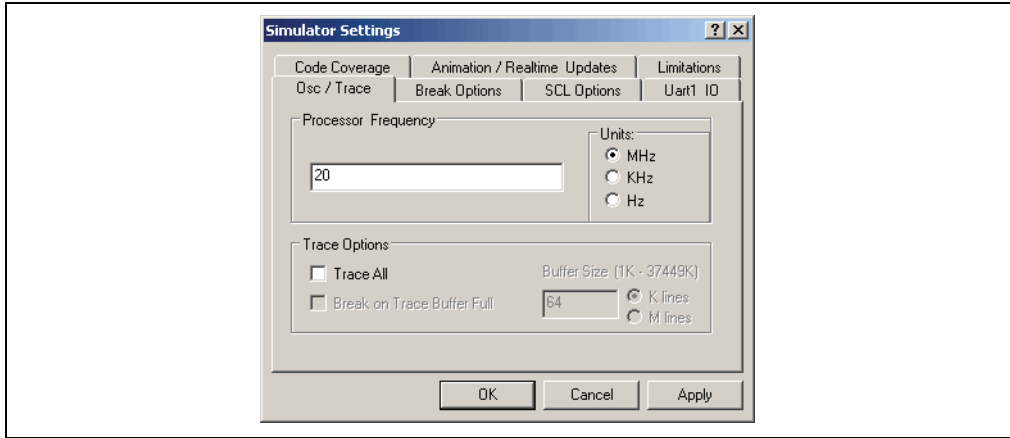 Simulator Settings
Code Coverage
Animation / Realtime Updates
Limitations
Osc / Trace
Break Options
SCL Options
Uart1 IO
Processor Frequency
Units:
20
MHz
KHz
Hz
Trace Options
Trace All
Buffer Size (1K - 37449K)
Break on Trace Buffer Full
64
K lines
M lines
OK
Cancel
Apply